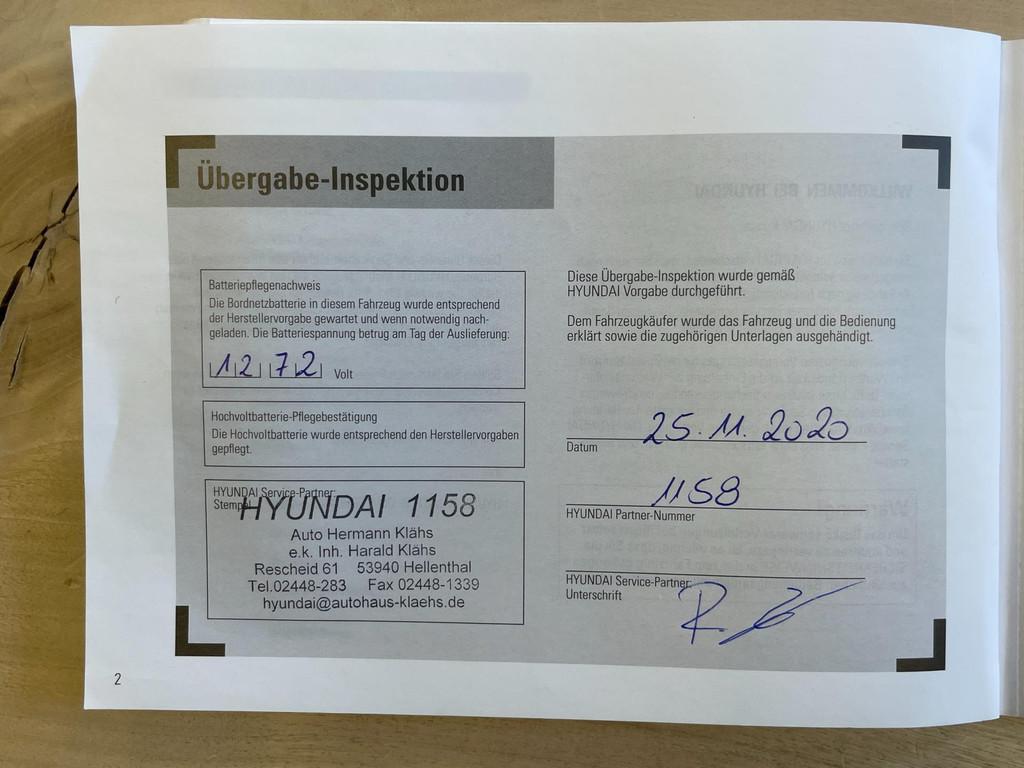 Übergabe-Inspektion
Batteriepflegenachweis
Die Bordnetzbatterie in diesem Fahrzeug wurde entsprechend
der Herstellervorgabe gewartet und wenn notwendig nach-
geladen. Die Batteriespannung betrug am Tag der Auslieferung:
12 72 Volt
Hochvoltbatterie-Pflegebestätigung
Die Hochvoltbatterie wurde entsprechend den Herstellervorgaben
gepflegt.
HYUNDAI Service-Partner:
Stempel
HYUNDAI 1158
Auto Hermann Klähs
e.k. Inh. Harald Klähs
Rescheid 61 53940 Hellenthal
Tel.02448-283 Fax 02448-1339
hyundai@autohaus-klaehs.de
Diese Übergabe-Inspektion wurde gemäß
HYUNDAI Vorgabe durchgeführt.
Dem Fahrzeugkäufer wurde das Fahrzeug und die Bedienung
erklärt sowie die zugehörigen Unterlagen ausgehändigt.
25.11.2020
Datum
1158
HYUNDAI Partner-Nummer
HYUNDAI Service-Partner:
Unterschrift
2